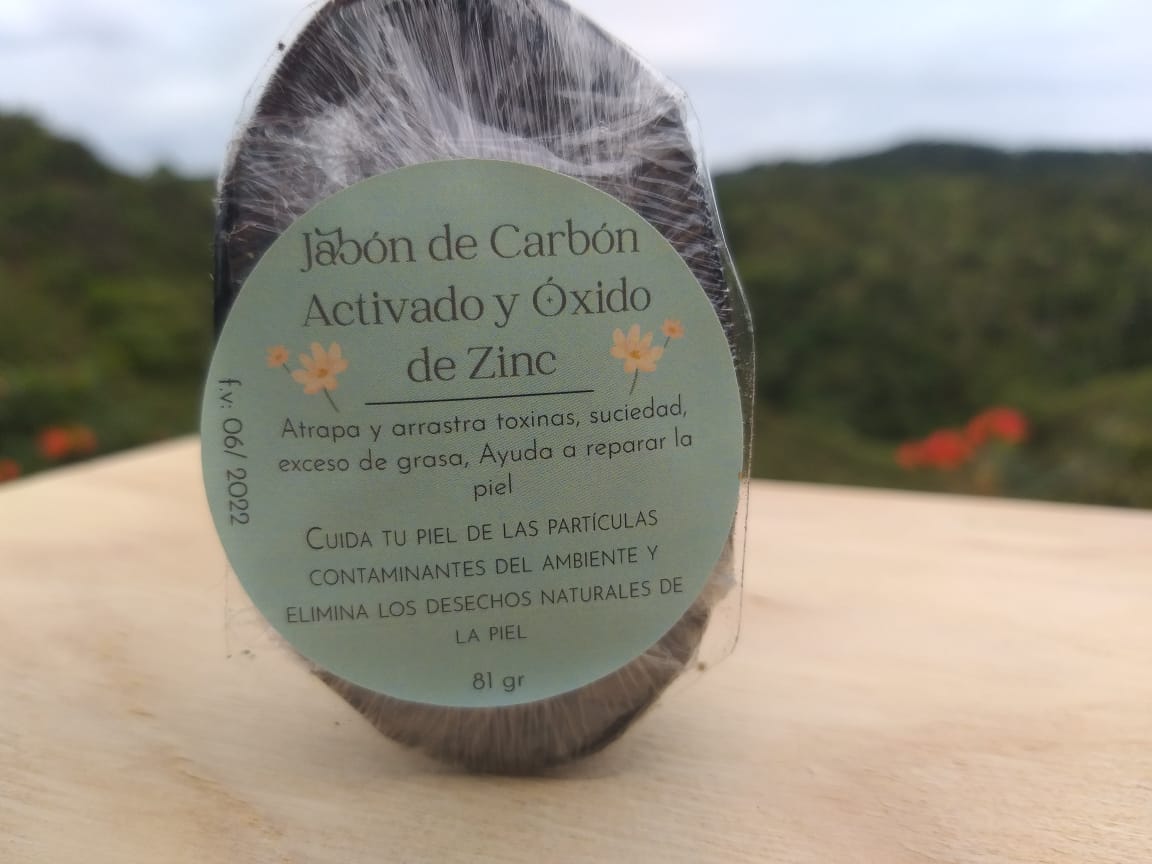 Jabón de Carbón
Activado y Óxido
de Zinc
Atrapa y arrastra toxinas, suciedad,
exceso de grasa, Ayuda a reparar la
piel
CUIDA TU PIEL DE LAS PARTÍCULAS
CONTAMINANTES DEL AMBIENTE Y
ELIMINA LOS DESECHOS NATURALES DE
LA PIEL
81 gr
f.v: 06/ 2022